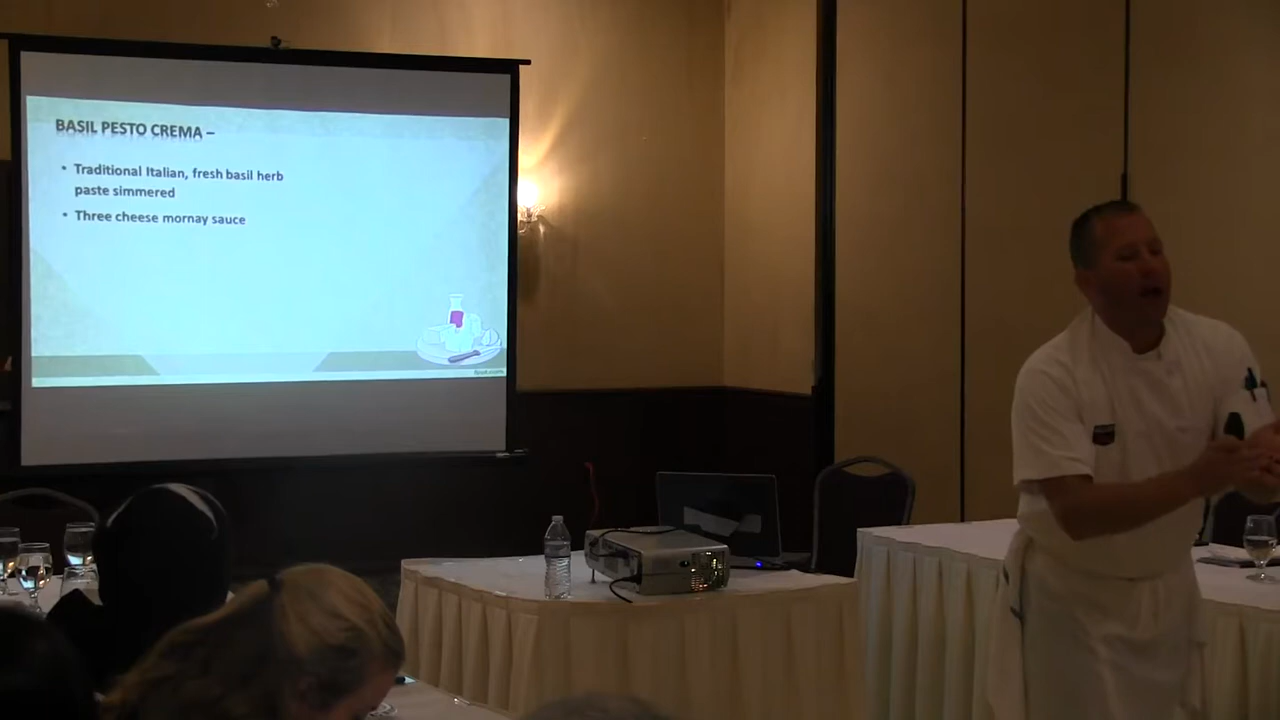 BASIL PESTO CREMA –
• Traditional Italian, fresh basil herb
paste simmered
• Three cheese mornay sauce